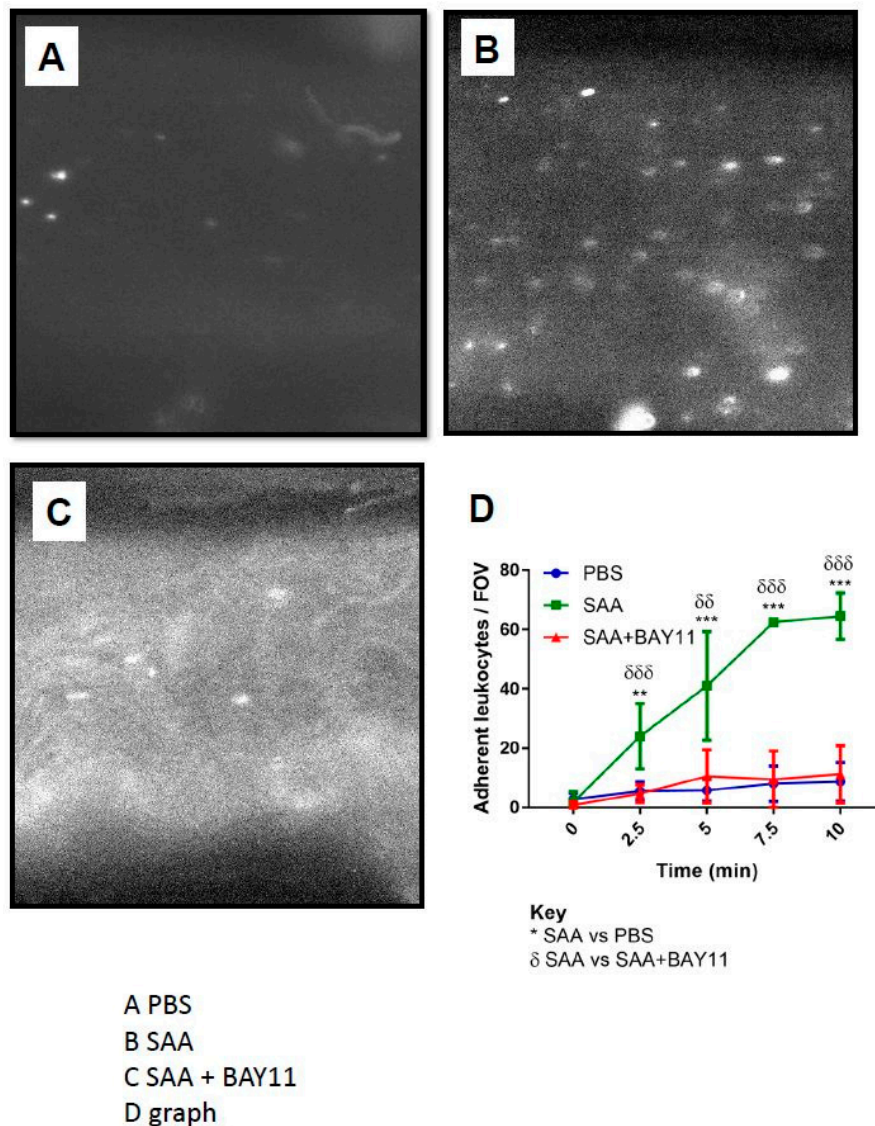 A
B
C
D
PBS
SAA
SAA+BAY11
δδδ
**
δδ
***
δδδ
***
δδδ
***
Adherent leukocytes / FOV
80
60
40
20
0
0
2.5
5
7.5
10
Time (min)
Key
* SAA vs PBS
δ SAA vs SAA+BAY11
A PBS
B SAA
C SAA + BAY11
D graph